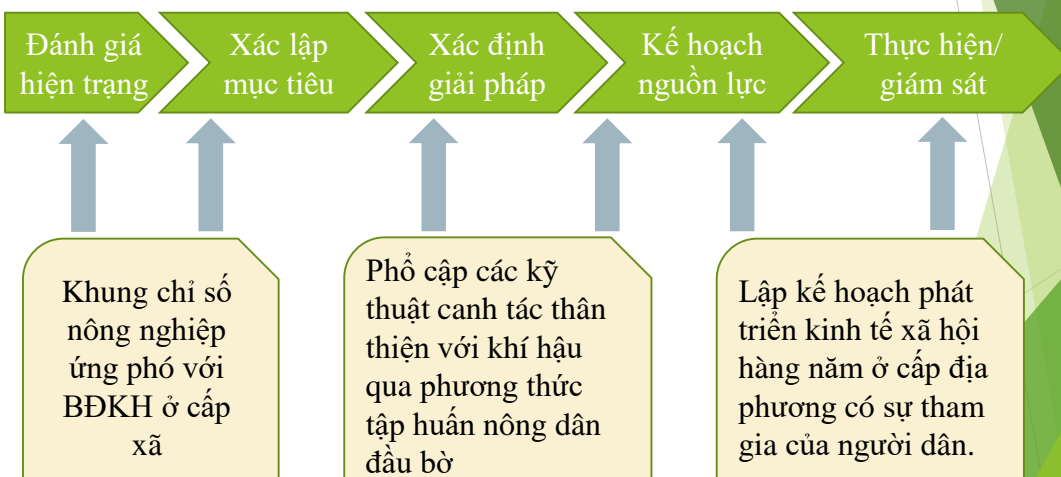 Đánh giá
hiện trạng
Xác lập
mục tiêu
Xác định
giải pháp
Kế hoạch
nguồn lực
Thực hiện/
giám sát
Khung chỉ số
nông nghiệp
ứng phó với
BĐKH ở cấp
xã
Phổ cập các kỹ
thuật canh tác thân
thiện với khí hậu
qua phương thức
tập huấn nông dân
đầu bờ
Lập kế hoạch phát
triển kinh tế xã hội
hàng năm ở cấp địa
phương có sự tham
gia của người dân.